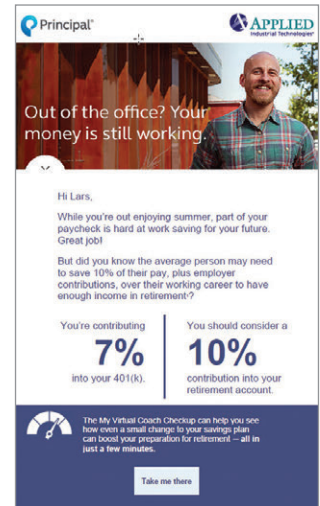 Principal®
APPLIED
Industrial Technologies®
Out of the office? Your
money is still working.
Hi Lars,
While you're out enjoying summer, part of your
paycheck is hard at work saving for your future.
Great job!
But did you know the average person may need
to save 10% of their pay, plus employer
contributions, over their working career to have
enough income in retirement¹?
You're contributing
7%
into your 401(k).
You should consider a
10%
contribution into your
retirement account.
The My Virtual Coach Checkup can help you see
how even a small change to your savings plan
can boost your preparation for retirement — all in
just a few minutes.
Take me there